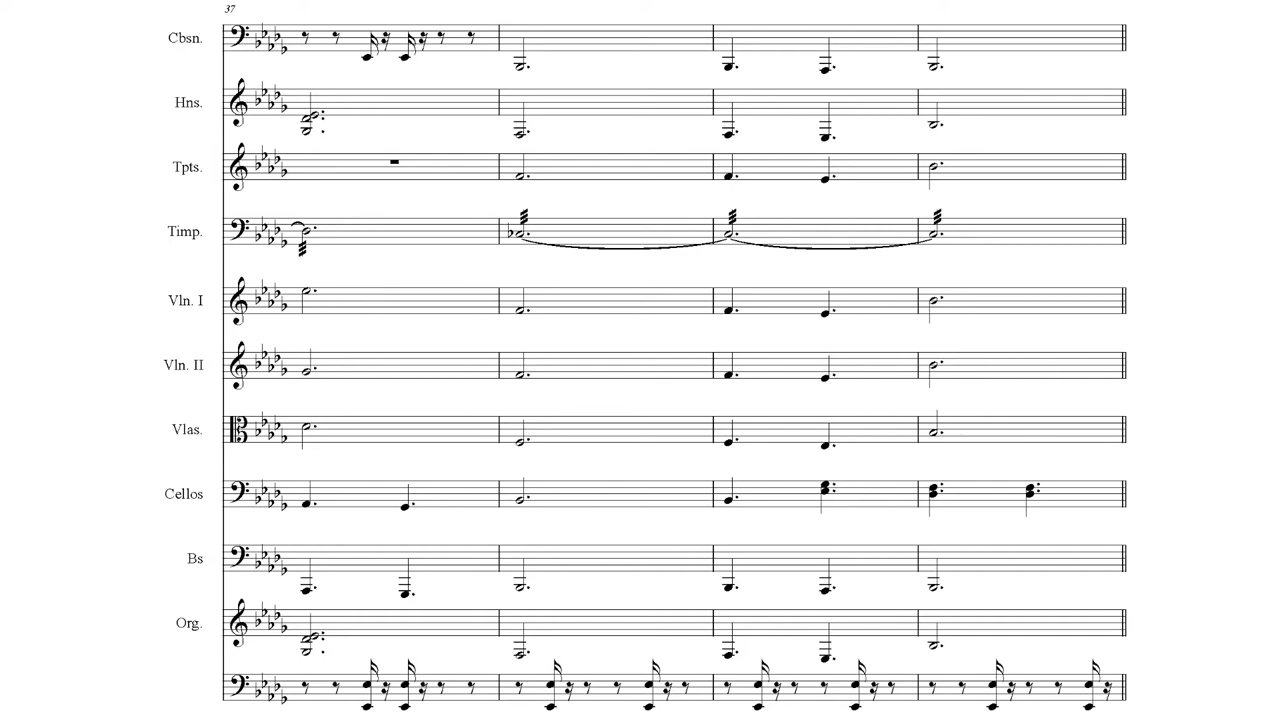 37
Cbsn.
Hns.
Tpts.
Timp.
Vln. I
Vln. II
Vlas.
Cellos
Bs
Org.